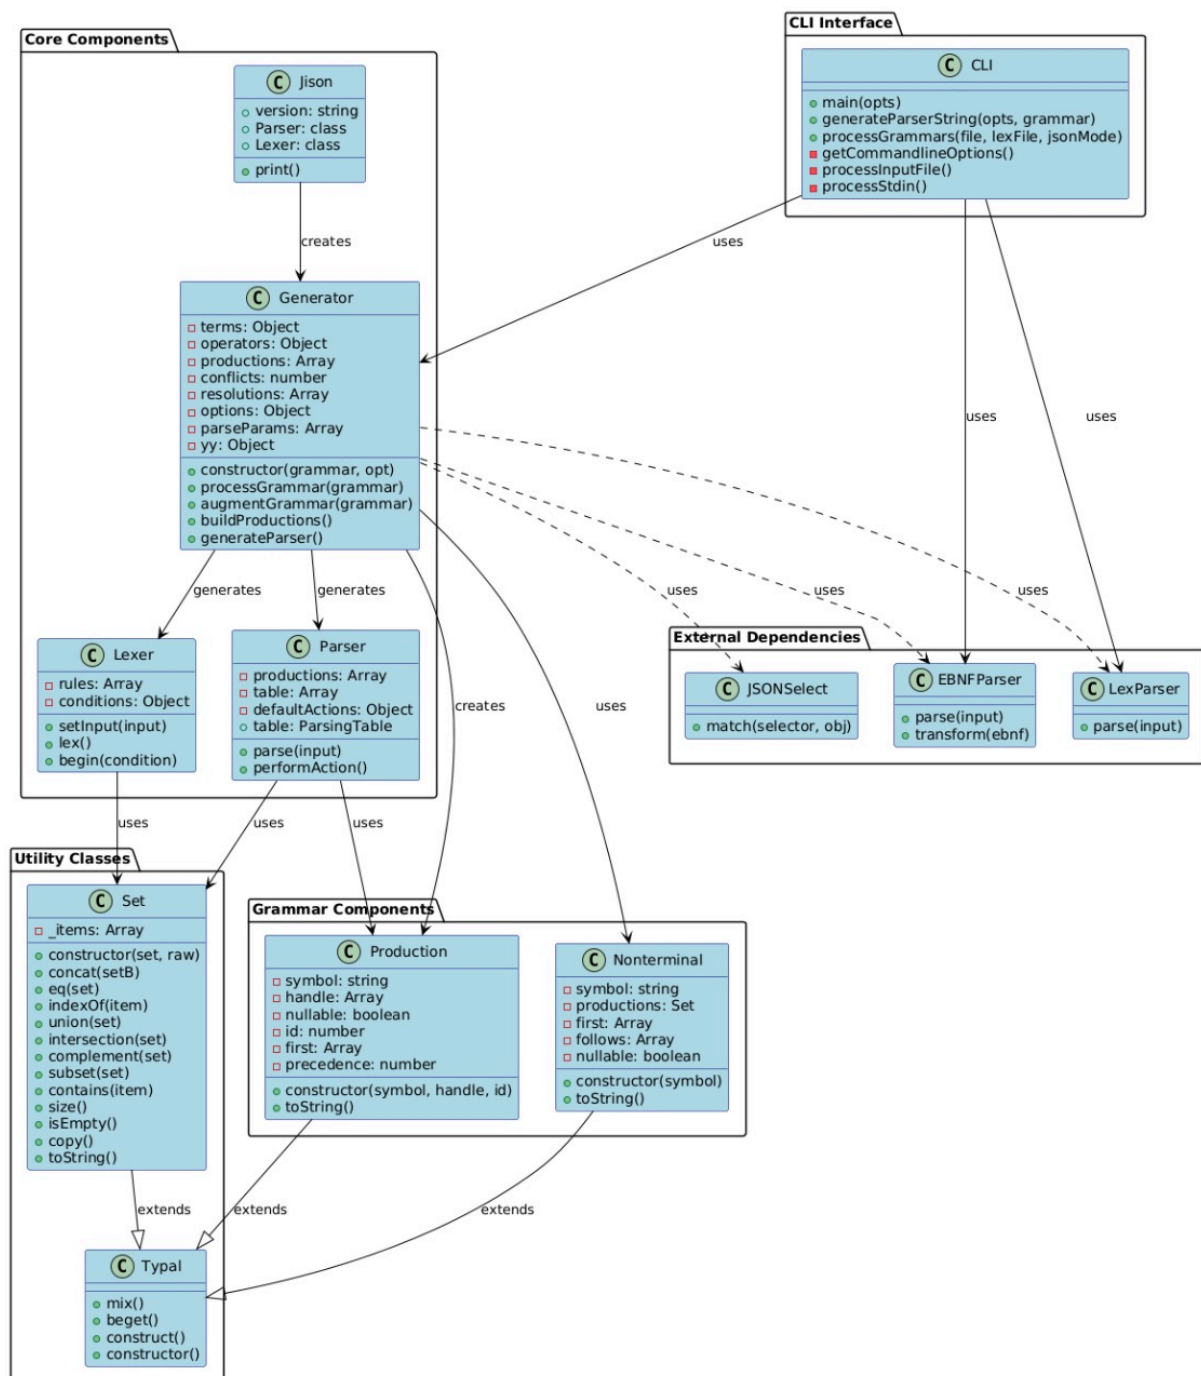 Core Components
C Jison
version: string
Parser: class
Lexer: class
print()
creates
CLI Interface
C CLI
main(opts)
generateParserString(opts, grammar)
processGrammars(file, lexFile, jsonMode)
getCommandlineOptions()
processInputFile()
processStdin()
uses
uses
uses
C Generator
terms: Object
operators: Object
productions: Array
conflicts: number
resolutions: Array
options: Object
parseParams: Array
yy: Object
constructor(grammar, opt)
processGrammar(grammar)
augmentGrammar(grammar)
buildProductions()
generateParser()
generates
generates
creates
uses
uses
uses
uses
C Lexer
rules: Array
conditions: Object
setInput(input)
lex()
begin(condition)
C Parser
productions: Array
table: Array
defaultActions: Object
table: ParsingTable
parse(input)
performAction()
External Dependencies
C JSONSelect
match(selector, obj)
C EBNFParser
parse(input)
transform(ebnf)
C LexParser
parse(input)
uses
uses
uses
Utility Classes
C Set
_items: Array
constructor(set, raw)
concat(setB)
eq(set)
indexOf(item)
union(set)
intersection(set)
complement(set)
subset(set)
contains(item)
size()
isEmpty()
copy()
toString()
Grammar Components
C Production
symbol: string
handle: Array
nullable: boolean
id: number
first: Array
precedence: number
constructor(symbol, handle, id)
toString()
C Nonterminal
symbol: string
productions: Set
first: Array
follows: Array
nullable: boolean
constructor(symbol)
toString()
extends
extends
extends
C Typal
mix()
beget()
construct()
constructor()